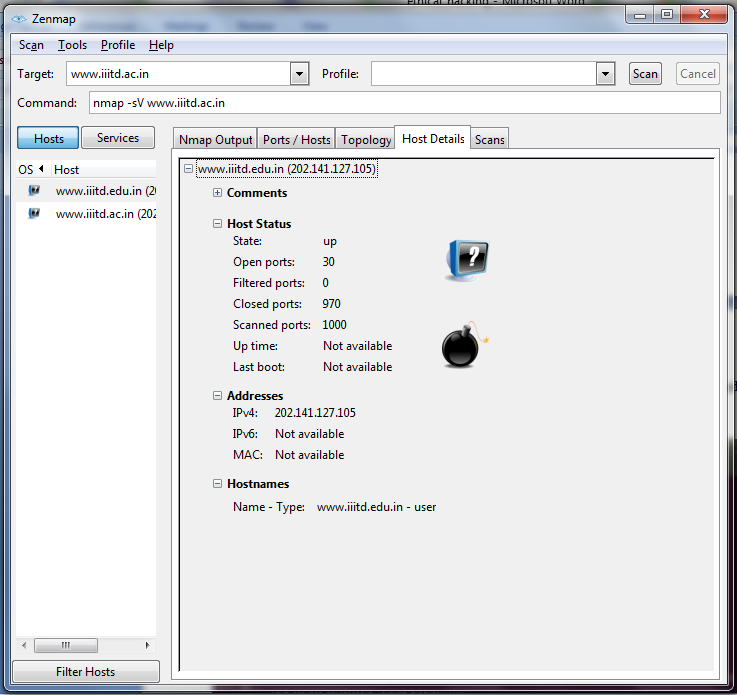 ethical hacking - Microsoft Word
Zenmap
Scan Tools Profile Help
Target: www.iiitd.ac.in Profile: Scan Cancel
Command: nmap -sV www.iiitd.ac.in
Hosts Services
Nmap Output Ports / Hosts Topology Host Details Scans
OS Host
www.iiitd.edu.in (20
www.iiitd.ac.in (202
www.iiitd.edu.in (202.141.127.105)
Comments
Host Status
State: up
Open ports: 30
Filtered ports: 0
Closed ports: 970
Scanned ports: 1000
Up time: Not available
Last boot: Not available
Addresses
IPv4: 202.141.127.105
IPv6: Not available
MAC: Not available
Hostnames
Name - Type: www.iiitd.edu.in - user
Filter Hosts